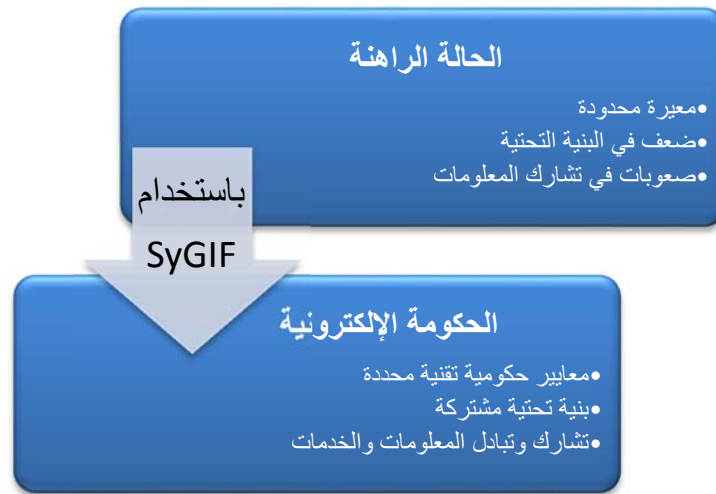 الحالة الراهنة
•معيرة محدودة
•ضعف في البنية التحتية
•صعوبات في تشارك المعلومات
باستخدام
SyGIF
الحكومة الإلكترونية
•معايير حكومية تقنية محددة
•بنية تحتية مشتركة
•تشارك وتبادل المعلومات والخدمات